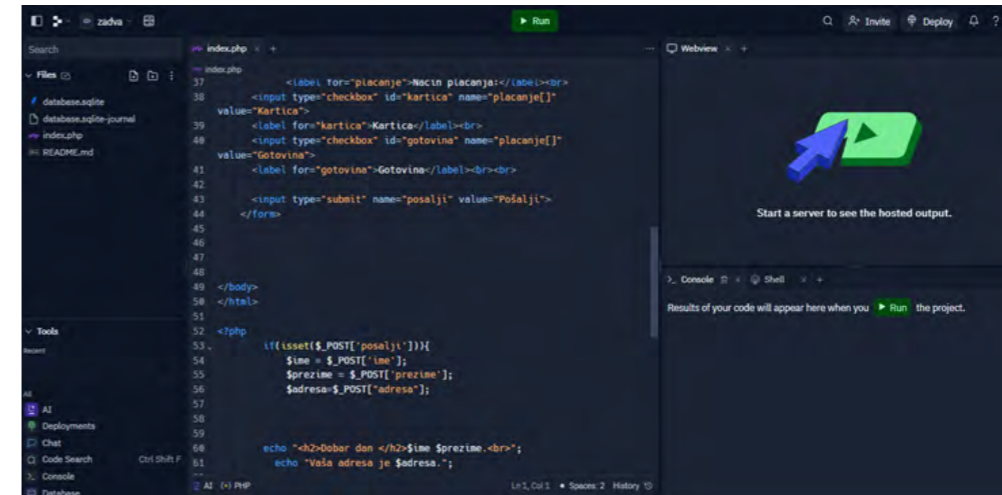 zadva
Run
Invite
Deploy
?
Search
index.php × +
Webview × +
Files
index.php
database.sqlite
database.sqlite-journal
index.php
README.md
37 <label for="placanje">Nacin placanja:</label><br>
38 <input type="checkbox" id="kartica" name="placanje[]"
value="Kartica">
39 <label for="kartica">Kartica</label><br>
40 <input type="checkbox" id="gotovina" name="placanje[]"
value="Gotovina">
41 <label for="gotovina">Gotovina</label><br><br>
42
43 <input type="submit" name="posalji" value="Pošalji">
44 </form>
45
46
47
48
49 </body>
50 </html>
51
52 <?php
53 if(isset($_POST['posalji'])){
54 $ime = $_POST['ime'];
55 $prezime = $_POST['prezime'];
56 $adresa=$_POST["adresa"];
57
58
59
60 echo "<h2>Dobar dan </h2>$ime $prezime.<br>";
61 echo "Vaša adresa je $adresa.";
Start a server to see the hosted output.
Console × Shell × +
Results of your code will appear here when you Run the project.
Tools
Recent
All
AI
Deployments
Chat
Code Search Ctrl Shift F
Console
Database
AI PHP
Ln 1, Col 1 • Spaces: 2 History